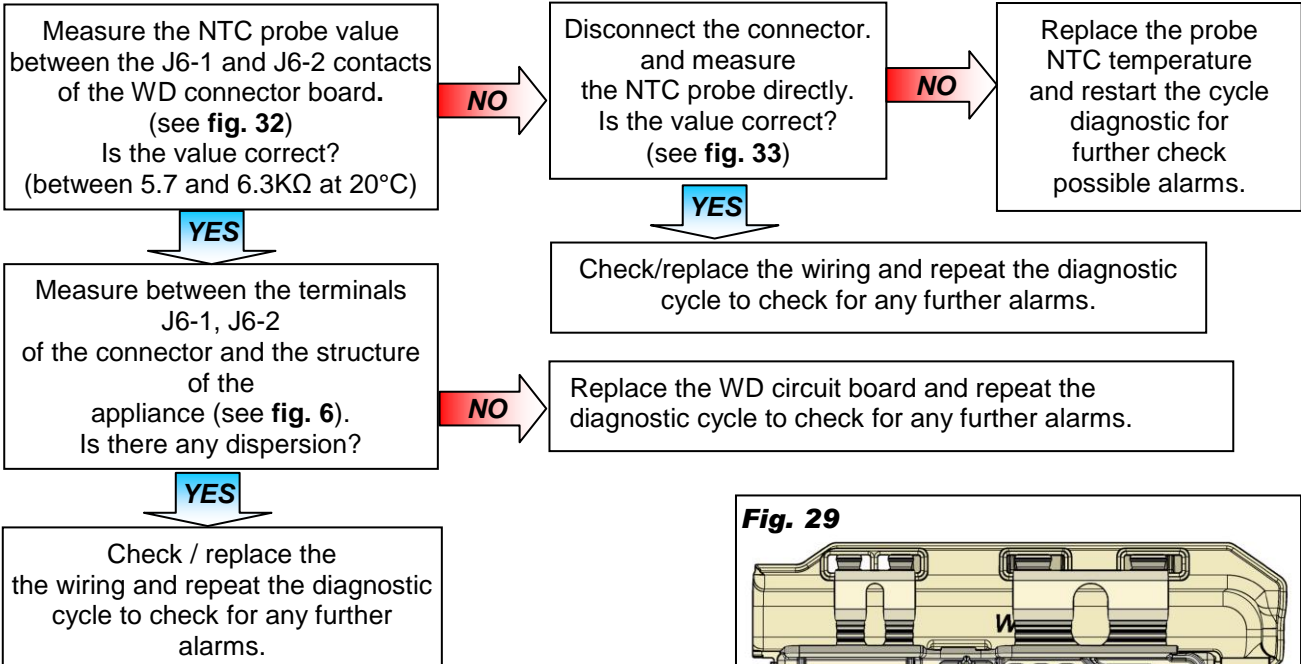 Measure the NTC probe value
between the J6-1 and J6-2 contacts
of the WD connector board.
(see fig. 32)
Is the value correct?
(between 5.7 and 6.3KΩ at 20°C)
NO
Disconnect the connector.
and measure
the NTC probe directly.
Is the value correct?
(see fig. 33)
NO
Replace the probe
NTC temperature
and restart the cycle
diagnostic for
further check
possible alarms.
YES
YES
Check/replace the wiring and repeat the diagnostic
cycle to check for any further alarms.
Measure between the terminals
J6-1, J6-2
of the connector and the structure
of the
appliance (see fig. 6).
Is there any dispersion?
NO
Replace the WD circuit board and repeat the
diagnostic cycle to check for any further alarms.
YES
Check / replace the
the wiring and repeat the diagnostic
cycle to check for any further
alarms.
Fig. 29